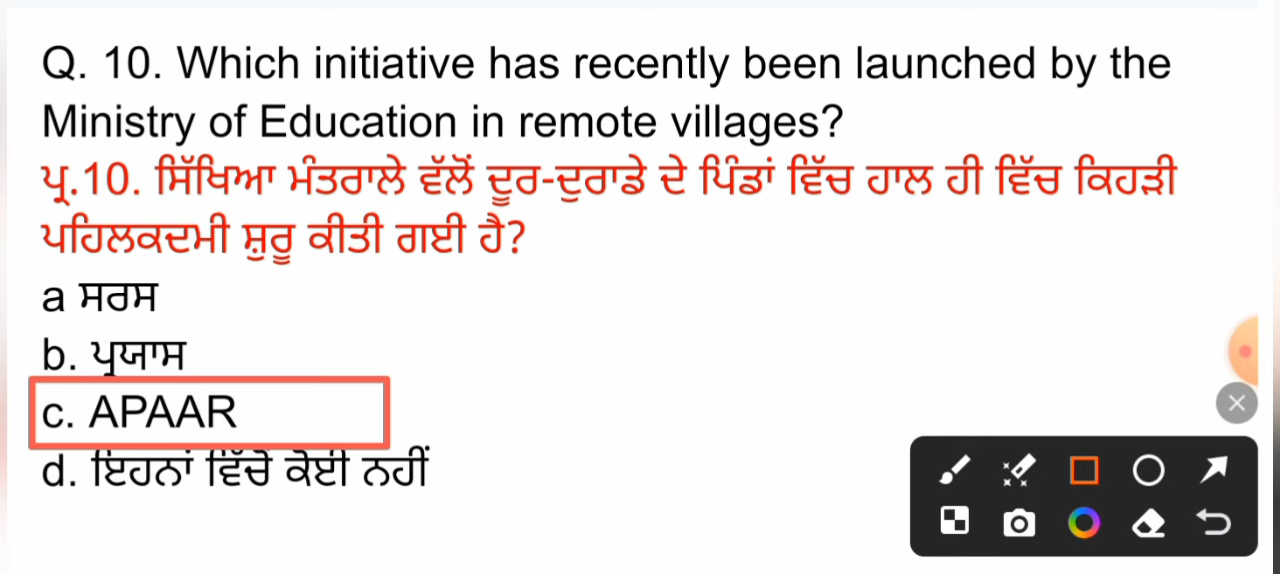 Q. 10. Which initiative has recently been launched by the
Ministry of Education in remote villages?
ਪ੍ਰ.10. ਸਿੱਖਿਆ ਮੰਤਰਾਲੇ ਵੱਲੋਂ ਦੂਰ-ਦੁਰਾਡੇ ਦੇ ਪਿੰਡਾਂ ਵਿੱਚ ਹਾਲ ਹੀ ਵਿੱਚ ਕਿਹੜੀ
ਪਹਿਲਕਦਮੀ ਸ਼ੁਰੂ ਕੀਤੀ ਗਈ ਹੈ?
a ਸਰਸ
b. ਪ੍ਰਯਾਸ
c. APAAR
d. ਇਹਨਾਂ ਵਿੱਚੋਂ ਕੋਈ ਨਹੀਂ